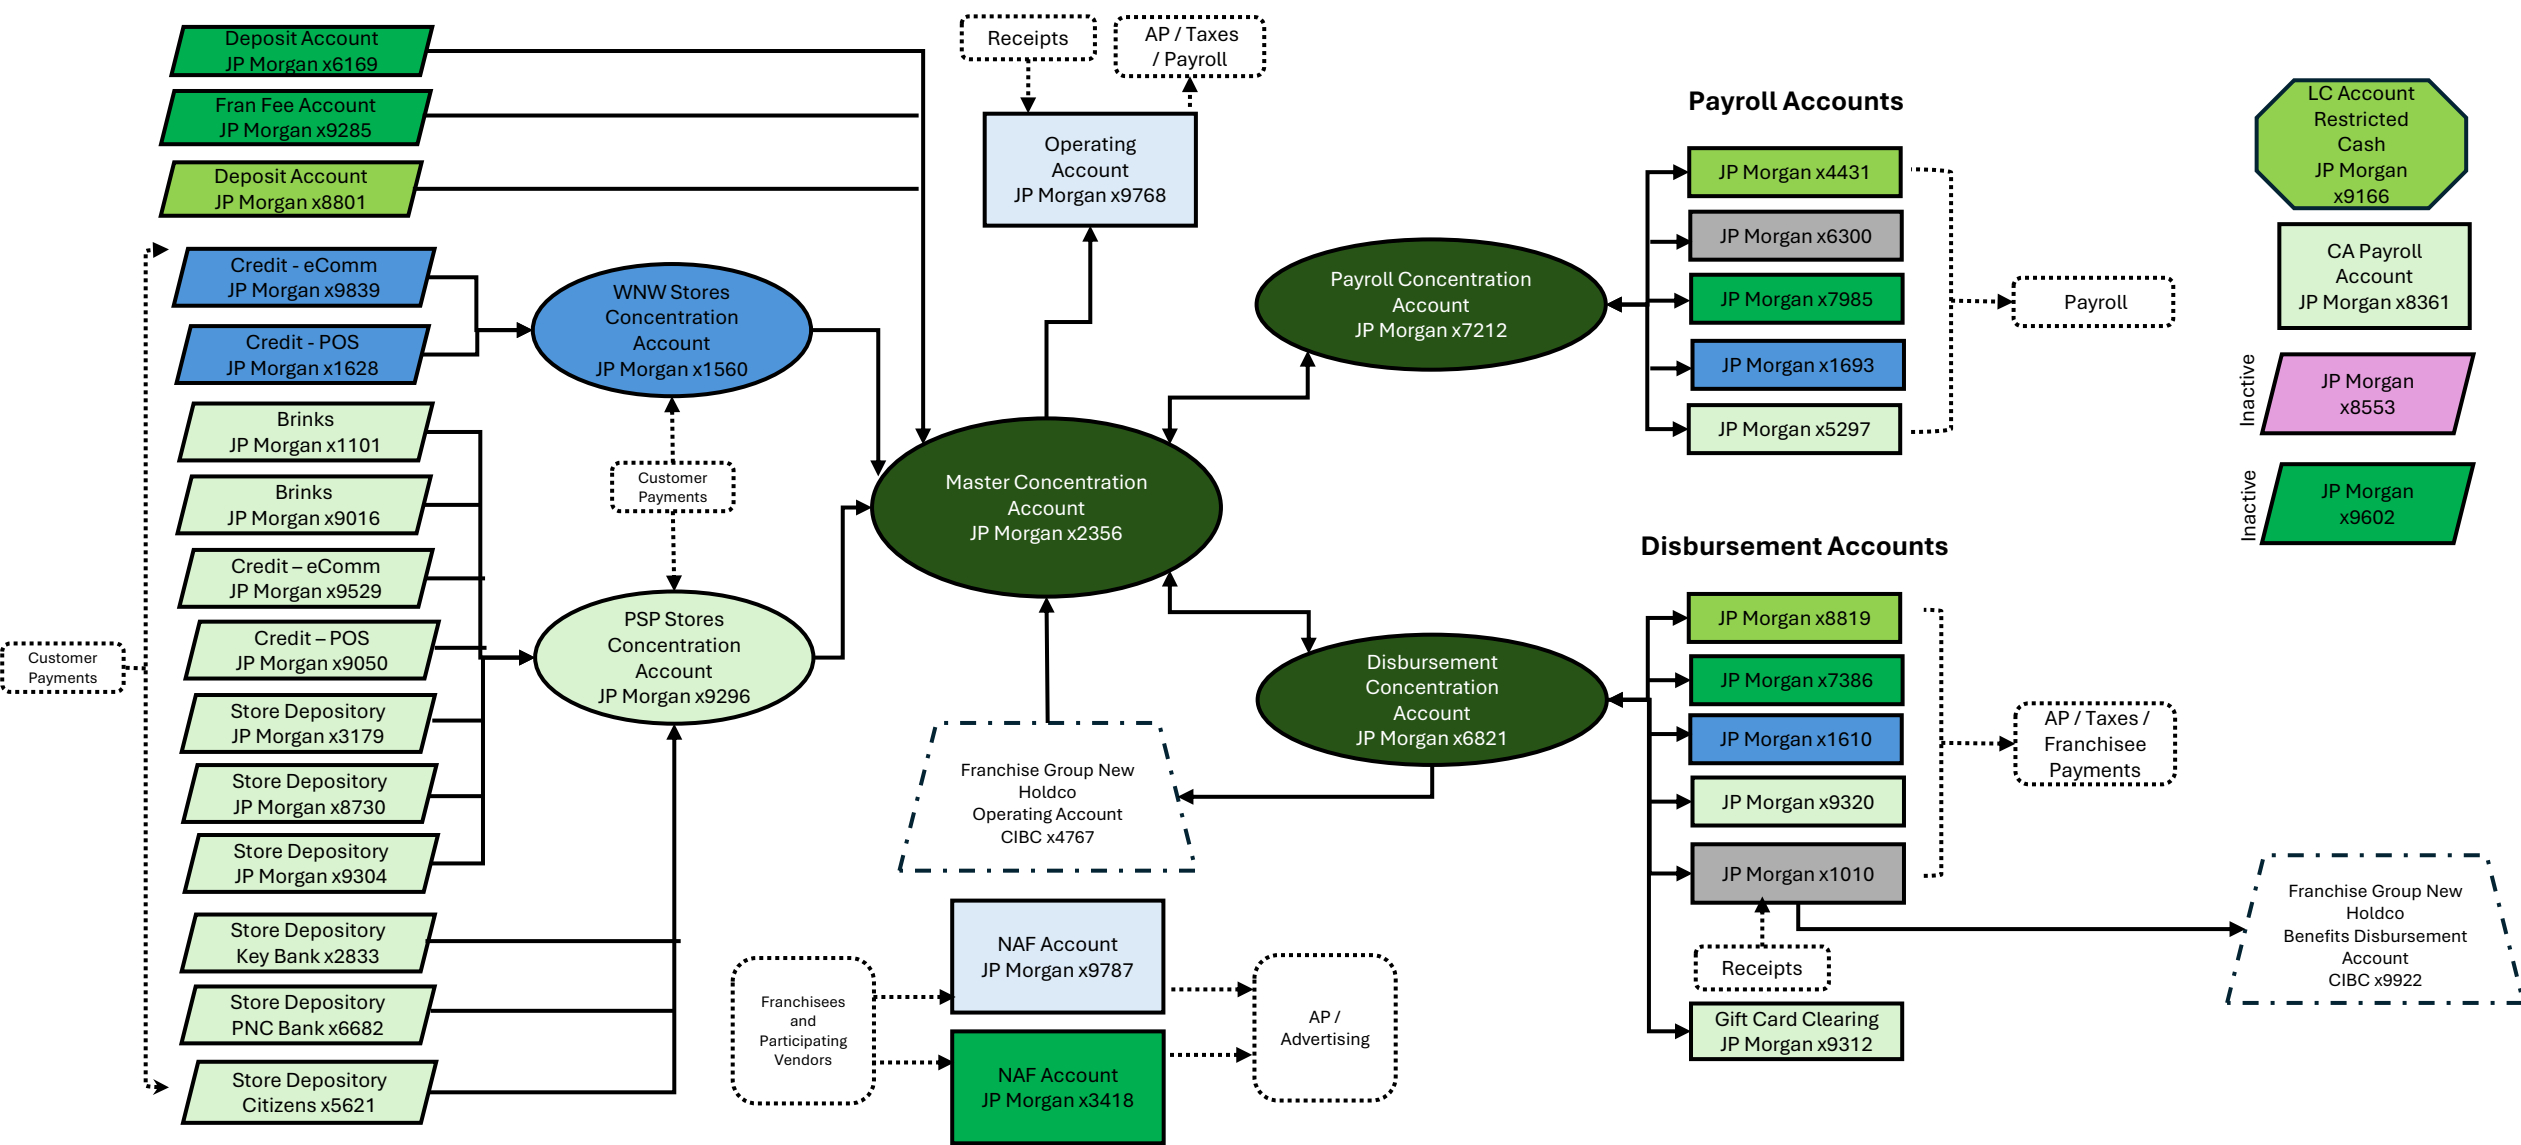 Deposit Account
JP Morgan x6169
Fran Fee Account
JP Morgan x9285
Deposit Account
JP Morgan x8801
Credit - eComm
JP Morgan x9839
Credit - POS
JP Morgan x1628
Brinks
JP Morgan x1101
Brinks
JP Morgan x9016
Credit – eComm
JP Morgan x9529
Credit – POS
JP Morgan x9050
Store Depository
JP Morgan x3179
Store Depository
JP Morgan x8730
Store Depository
JP Morgan x9304
Store Depository
Key Bank x2833
Store Depository
PNC Bank x6682
Store Depository
Citizens x5621
Customer
Payments
WNW Stores
Concentration
Account
JP Morgan x1560
Customer
Payments
PSP Stores
Concentration
Account
JP Morgan x9296
Receipts
AP / Taxes
/ Payroll
Operating
Account
JP Morgan x9768
Master Concentration
Account
JP Morgan x2356
Franchise Group New
Holdco
Operating Account
CIBC x4767
Franchisees
and
Participating
Vendors
NAF Account
JP Morgan x9787
NAF Account
JP Morgan x3418
AP /
Advertising
Payroll Concentration
Account
JP Morgan x7212
Disbursement
Concentration
Account
JP Morgan x6821
Payroll Accounts
JP Morgan x4431
JP Morgan x6300
JP Morgan x7985
JP Morgan x1693
JP Morgan x5297
Payroll
Disbursement Accounts
JP Morgan x8819
JP Morgan x7386
JP Morgan x1610
JP Morgan x9320
JP Morgan x1010
Receipts
Gift Card Clearing
JP Morgan x9312
AP / Taxes /
Franchisee
Payments
LC Account
Restricted
Cash
JP Morgan
x9166
CA Payroll
Account
JP Morgan x8361
Inactive
JP Morgan
x8553
Inactive
JP Morgan
x9602
Franchise Group New
Holdco
Benefits Disbursement
Account
CIBC x9922